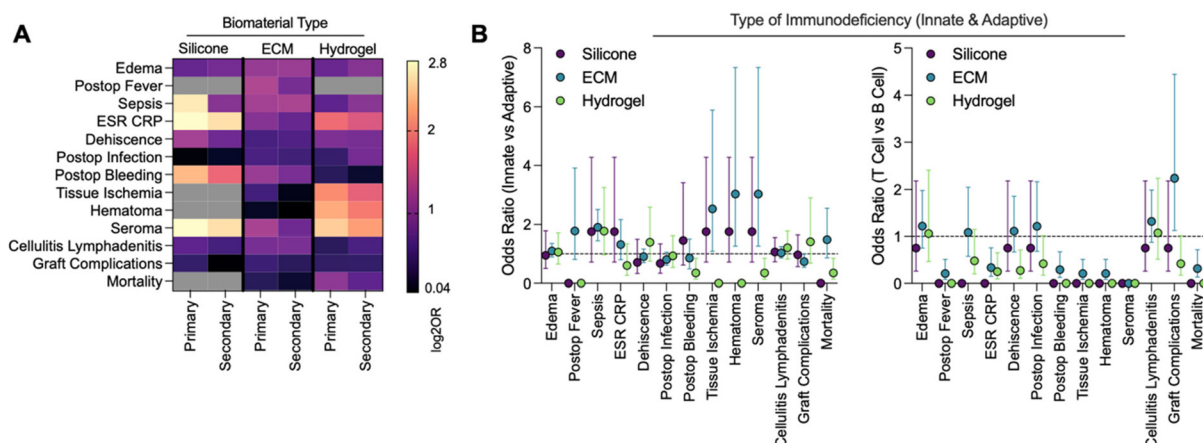 A
Biomaterial Type
Silicone ECM Hydrogel
Edema
Postop Fever
Sepsis
ESR CRP
Dehiscence
Postop Infection
Postop Bleeding
Tissue Ischemia
Hematoma
Seroma
Cellulitis Lymphadenitis
Graft Complications
Mortality
Primary
Secondary
Primary
Secondary
Primary
Secondary
2.8
2
1
0.04
log2OR
B
Type of Immunodeficiency (Innate & Adaptive)
Odds Ratio (Innate vs Adaptive)
8
6
4
2
0
Silicone
ECM
Hydrogel
Edema
Postop Fever
Sepsis
ESR CRP
Dehiscence
Postop Infection
Postop Bleeding
Tissue Ischemia
Hematoma
Seroma
Cellulitis Lymphadenitis
Graft Complications
Mortality
Odds Ratio (T Cell vs B Cell)
5
4
3
2
1
0
Silicone
ECM
Hydrogel
Edema
Postop Fever
Sepsis
ESR CRP
Dehiscence
Postop Infection
Postop Bleeding
Tissue Ischemia
Hematoma
Seroma
Cellulitis Lymphadenitis
Graft Complications
Mortality